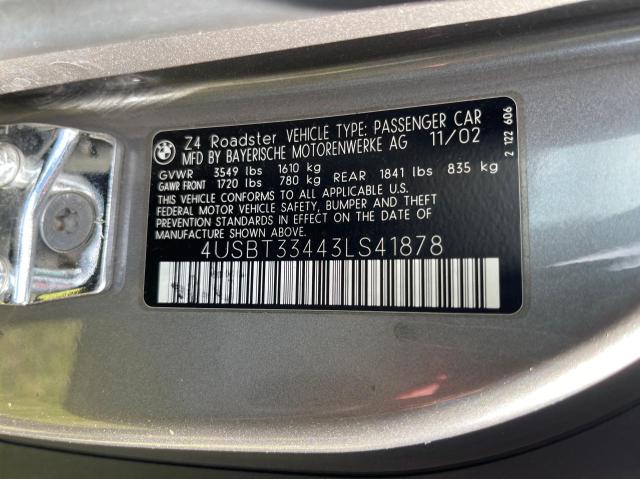 Z4 Roadster VEHICLE TYPE: PASSENGER CAR
MFD BY BAYERISCHE MOTORENWERKE AG 11/02
GVWR 3549 lbs 1610 kg
GAWR FRONT 1720 lbs 780 kg REAR 1841 lbs 835 kg
THIS VEHICLE CONFORMS TO ALL APPLICABLE U.S.
FEDERAL MOTOR VEHICLE SAFETY, BUMPER AND THEFT
PREVENTION STANDARDS IN EFFECT ON THE DATE OF
MANUFACTURE SHOWN ABOVE.
4USBT33443LS41878
2 122 606